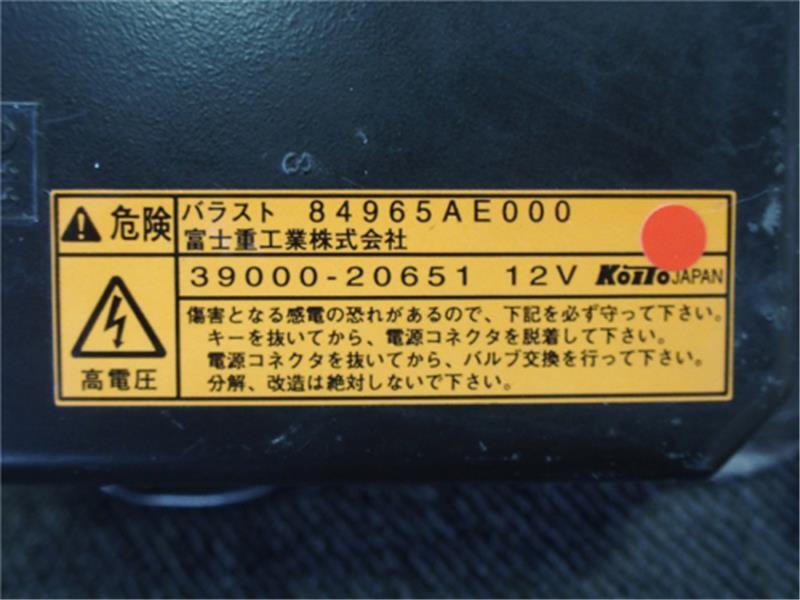 危険
バラスト 84965AE000
富士重工業株式会社
39000-20651 12V KOITO JAPAN
高電圧
傷害となる感電の恐れがあるので、下記を必ず守って下さい。
キーを抜いてから、電源コネクタを脱着して下さい。
電源コネクタを抜いてから、バルブ交換を行って下さい。
分解、改造は絶対しないで下さい。